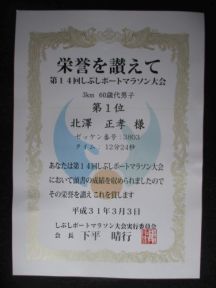 栄誉を讃えて
第14回しぶしポートマラソン大会
3km 60歳代男子
第1位
北澤 正孝 様
ゼッケン番号：3803
タイム：12分24秒
あなたは第14回しぶしポートマラソン大会
において頭書の成績を収められましたので
その栄誉を讃えこれを賞します
平成31年3月3日
しぶしポートマラソン大会実行委員会
会長 下平 晴行